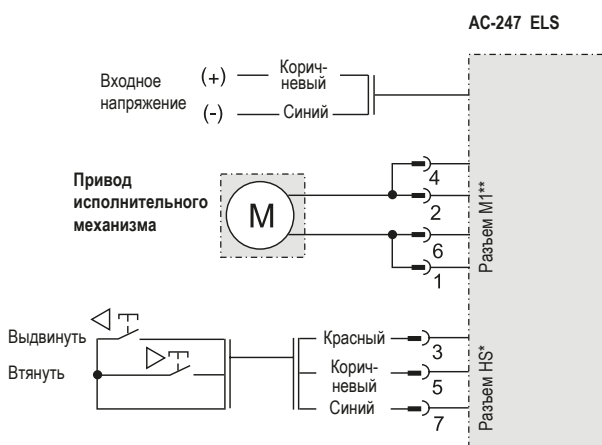 AC-247 ELS
Входное
напряжение
(+)
Корич-
невый
(-)
Синий
Привод
исполнительного
механизма
M
4
2
6
1
Разъем M1**
Выдвинуть
Втянуть
Красный
3
Корич-
невый
5
Синий
7
Разъем HS*